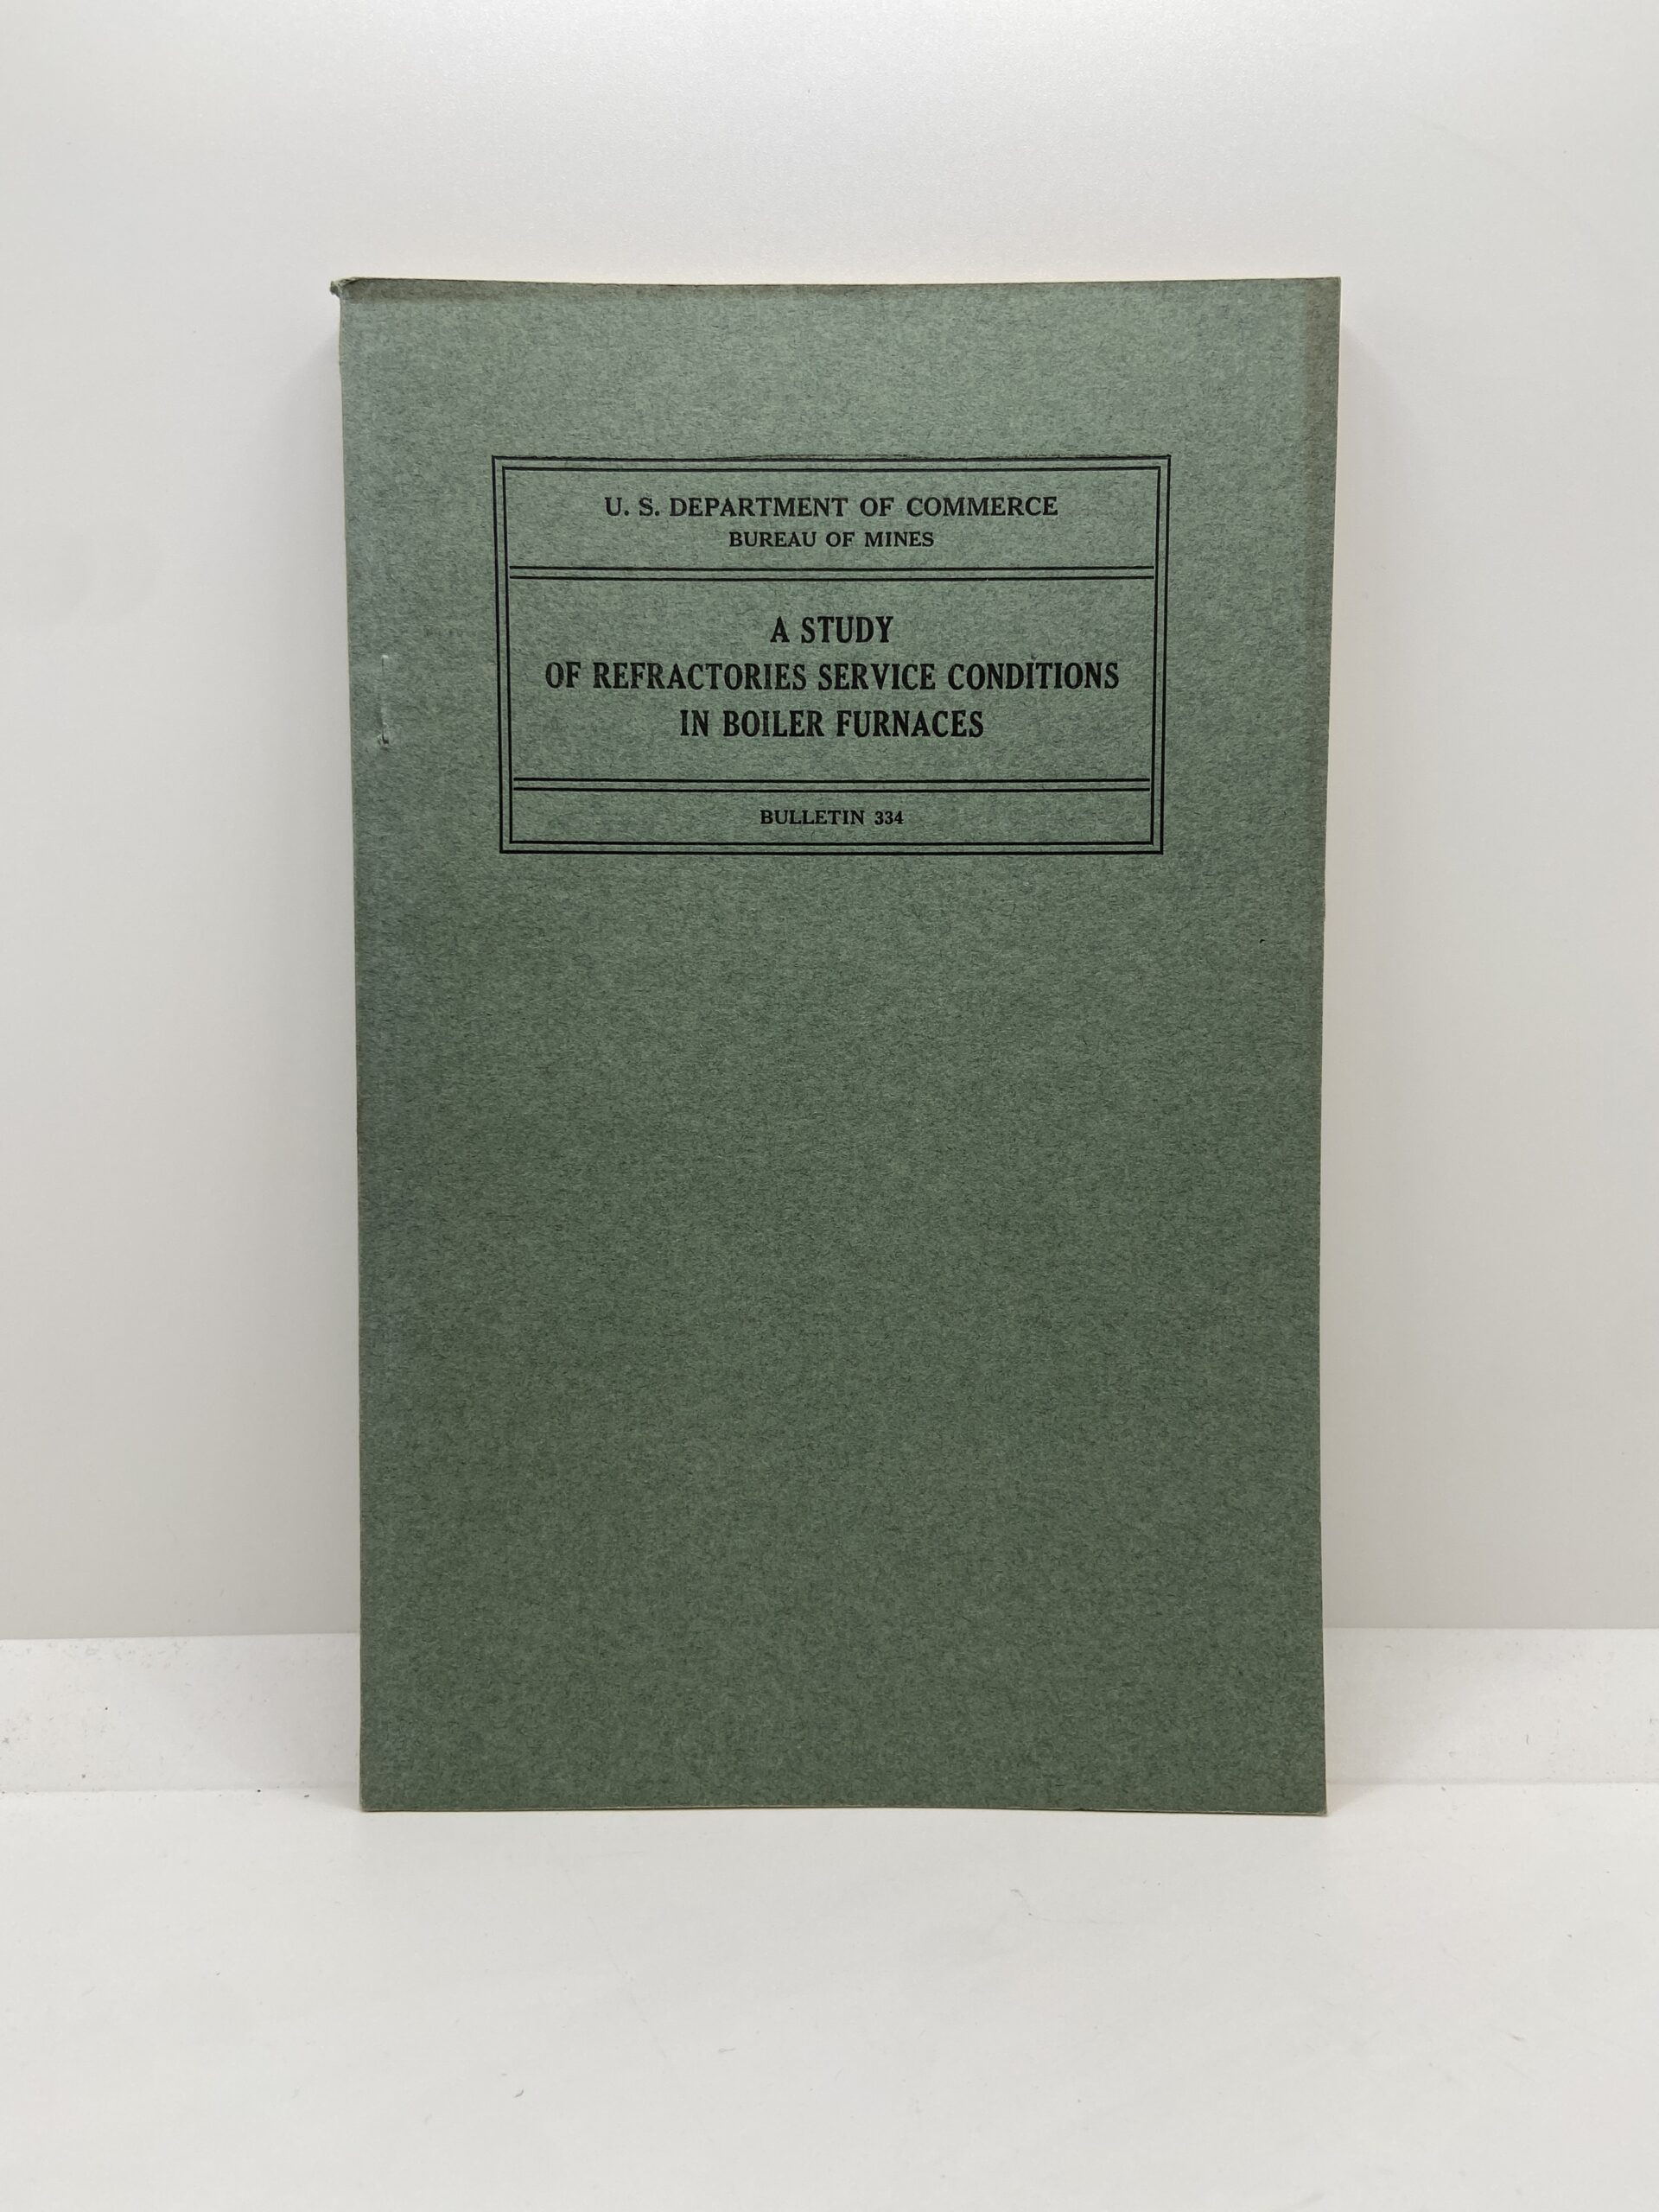 U. S. DEPARTMENT OF COMMERCE
BUREAU OF MINES
A STUDY
OF REFRACTORIES SERVICE CONDITIONS
IN BOILER FURNACES
BULLETIN 334